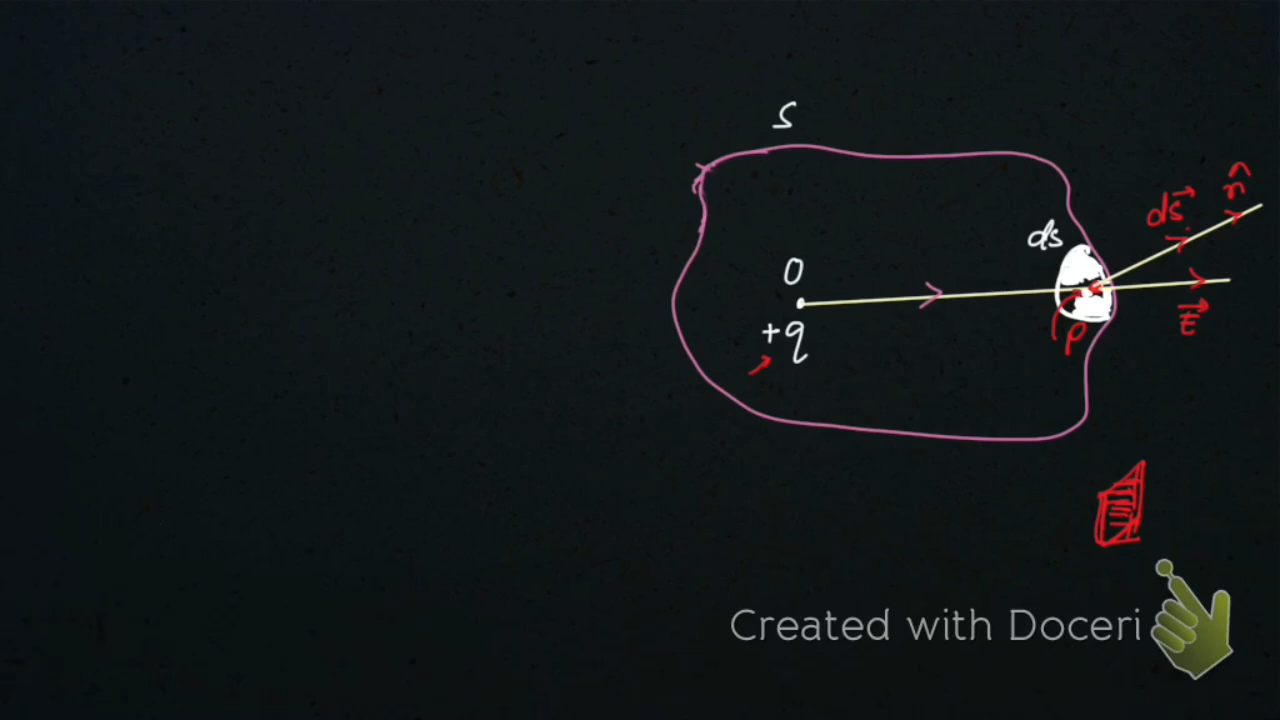 S
n̂
ds⃗
ds
O
+q
E⃗
P
Created with Doceri